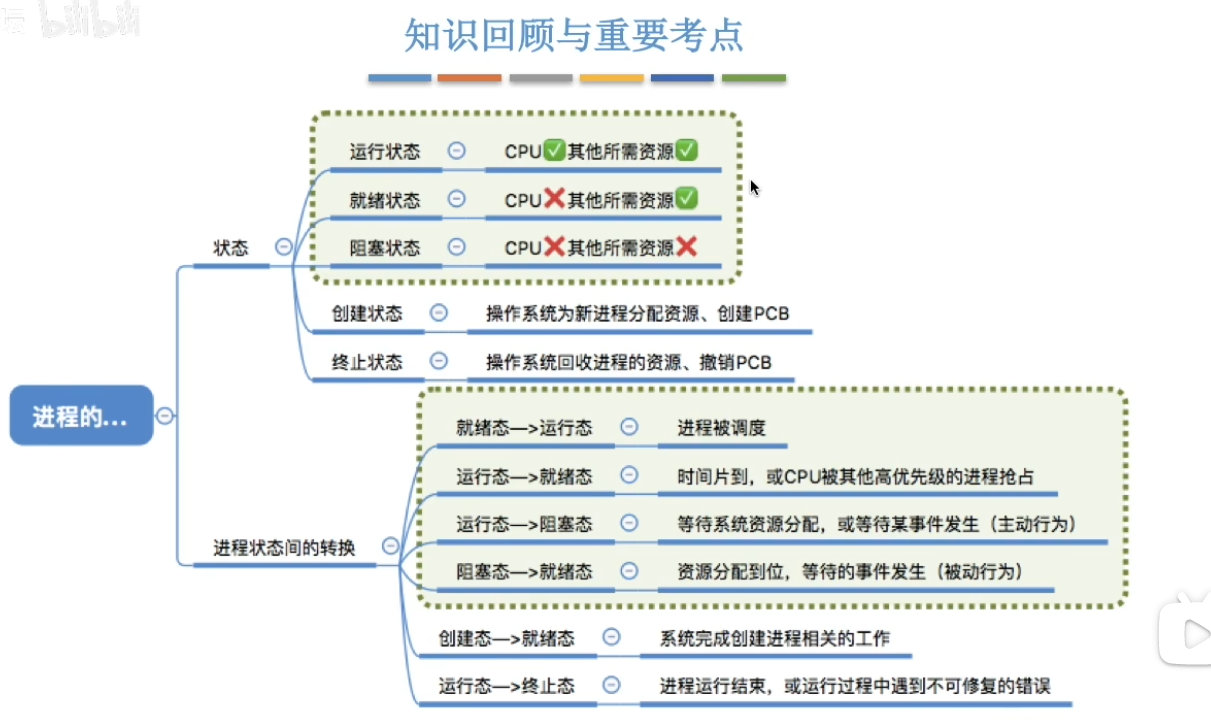 坛 bilibili
知识回顾与重要考点
运行状态 CPU✅其他所需资源✅
就绪状态 CPU❌其他所需资源✅
状态
阻塞状态 CPU❌其他所需资源❌
创建状态 操作系统为新进程分配资源、创建PCB
终止状态 操作系统回收进程的资源、撤销PCB
进程的...
就绪态—>运行态 进程被调度
运行态—>就绪态 时间片到，或CPU被其他高优先级的进程抢占
运行态—>阻塞态 等待系统资源分配，或等待某事件发生（主动行为）
进程状态间的转换
阻塞态—>就绪态 资源分配到位，等待的事件发生（被动行为）
创建态—>就绪态 系统完成创建进程相关的工作
运行态—>终止态 进程运行结束，或运行过程中遇到不可修复的错误